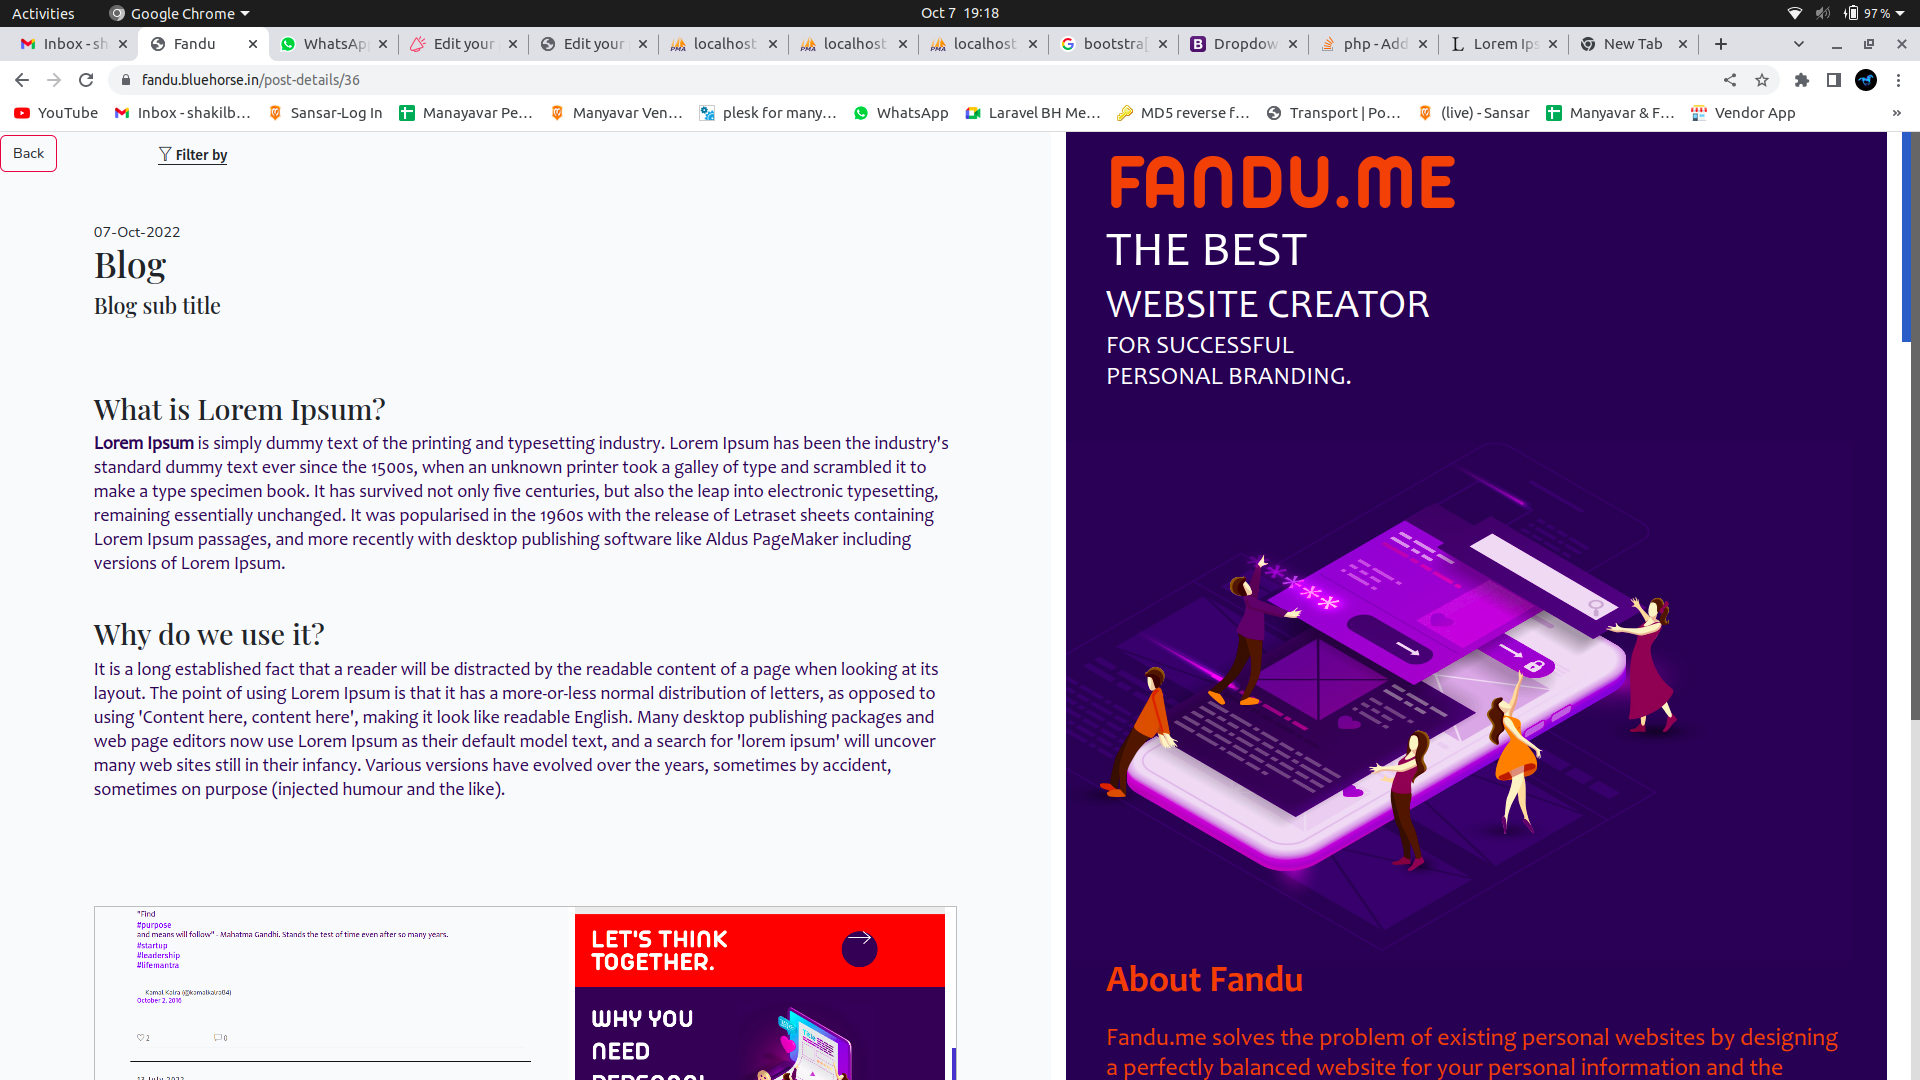 Activities
Google Chrome
Oct 7 19:18
97 %
Inbox - sh
Fandu
WhatsApp
Edit your
Edit your
localhost
localhost
localhost
bootstra
Dropdow
php - Add
Lorem Ips
New Tab
fandu.bluehorse.in/post-details/36
YouTube
Inbox - shakilb...
Sansar-Log In
Manayavar Pe...
Manyavar Ven...
plesk for many...
WhatsApp
Laravel BH Me...
MD5 reverse f...
Transport | Po...
(live) - Sansar
Manyavar & F...
Vendor App
»
Back
Filter by
07-Oct-2022
Blog
Blog sub title
What is Lorem Ipsum?
Lorem Ipsum is simply dummy text of the printing and typesetting industry. Lorem Ipsum has been the industry's
standard dummy text ever since the 1500s, when an unknown printer took a galley of type and scrambled it to
make a type specimen book. It has survived not only five centuries, but also the leap into electronic typesetting,
remaining essentially unchanged. It was popularised in the 1960s with the release of Letraset sheets containing
Lorem Ipsum passages, and more recently with desktop publishing software like Aldus PageMaker including
versions of Lorem Ipsum.
Why do we use it?
It is a long established fact that a reader will be distracted by the readable content of a page when looking at its
layout. The point of using Lorem Ipsum is that it has a more-or-less normal distribution of letters, as opposed to
using 'Content here, content here', making it look like readable English. Many desktop publishing packages and
web page editors now use Lorem Ipsum as their default model text, and a search for 'lorem ipsum' will uncover
many web sites still in their infancy. Various versions have evolved over the years, sometimes by accident,
sometimes on purpose (injected humour and the like).
"Find
#purpose
and means will follow" - Mahatma Gandhi. Stands the test of time even after so many years.
#startup
#leadership
#lifemantra
Kamal Kalra (@kamalkalra04)
October 2, 2016
2
0
13 July 2022
LET'S THINK
TOGETHER.
WHY YOU
NEED
PERSONAL
FANDU.ME
THE BEST
WEBSITE CREATOR
FOR SUCCESSFUL
PERSONAL BRANDING.
About Fandu
Fandu.me solves the problem of existing personal websites by designing
a perfectly balanced website for your personal information and the